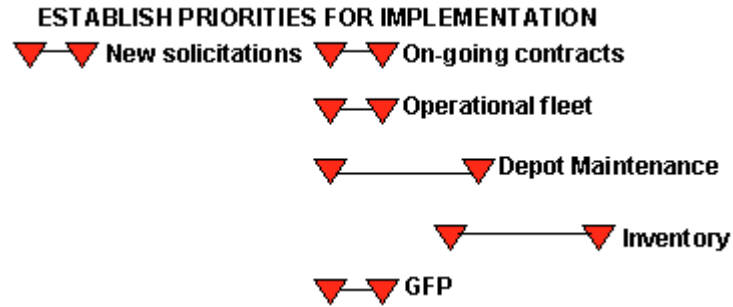 ESTABLISH PRIORITIES FOR IMPLEMENTATION
New solicitations On-going contracts
Operational fleet
Depot Maintenance
Inventory
GFP